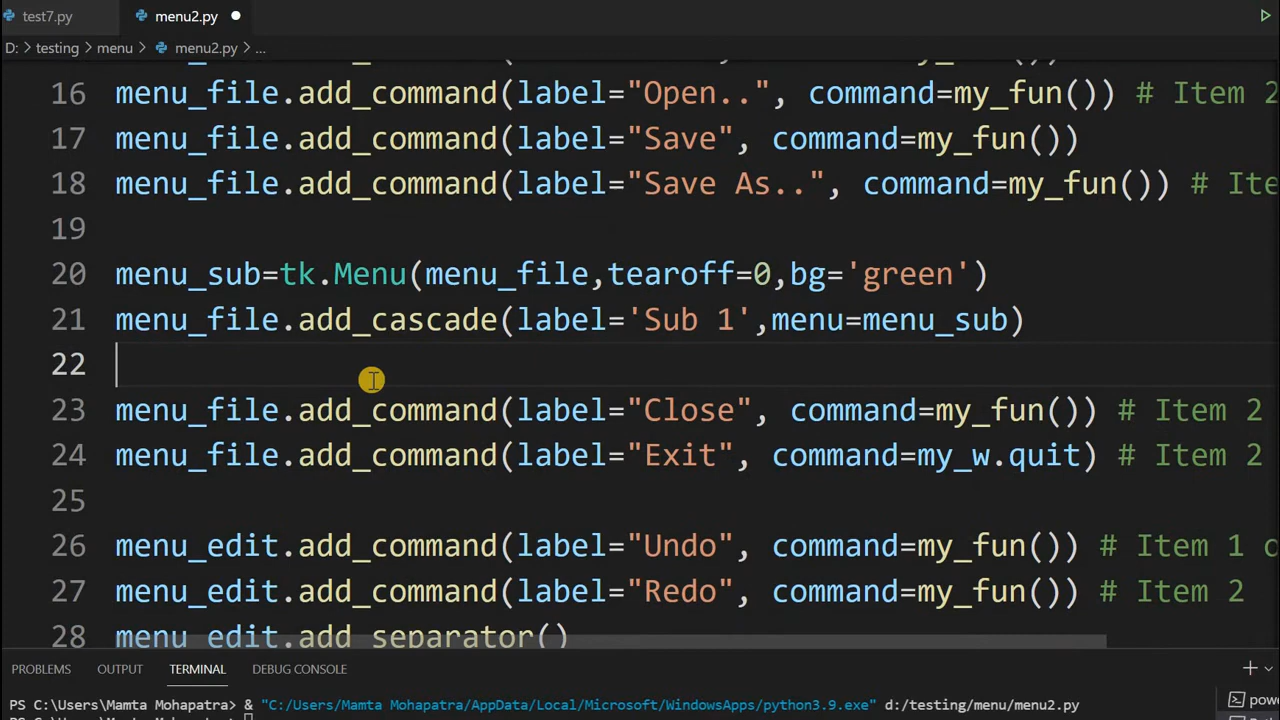 test7.py menu2.py
D: > testing > menu > menu2.py > ...
16 menu_file.add_command(label="Open..", command=my_fun()) # Item 2
17 menu_file.add_command(label="Save", command=my_fun())
18 menu_file.add_command(label="Save As..", command=my_fun()) # Ite
19
20 menu_sub=tk.Menu(menu_file,tearoff=0,bg='green')
21 menu_file.add_cascade(label='Sub 1',menu=menu_sub)
22
23 menu_file.add_command(label="Close", command=my_fun()) # Item 2
24 menu_file.add_command(label="Exit", command=my_w.quit) # Item 2
25
26 menu_edit.add_command(label="Undo", command=my_fun()) # Item 1 o
27 menu_edit.add_command(label="Redo", command=my_fun()) # Item 2
28 menu_edit.add_separator()
PROBLEMS OUTPUT TERMINAL DEBUG CONSOLE
PS C:\Users\Mamta Mohapatra> & "C:/Users/Mamta Mohapatra/AppData/Local/Microsoft/WindowsApps/python3.9.exe" d:/testing/menu/menu2.py
pow